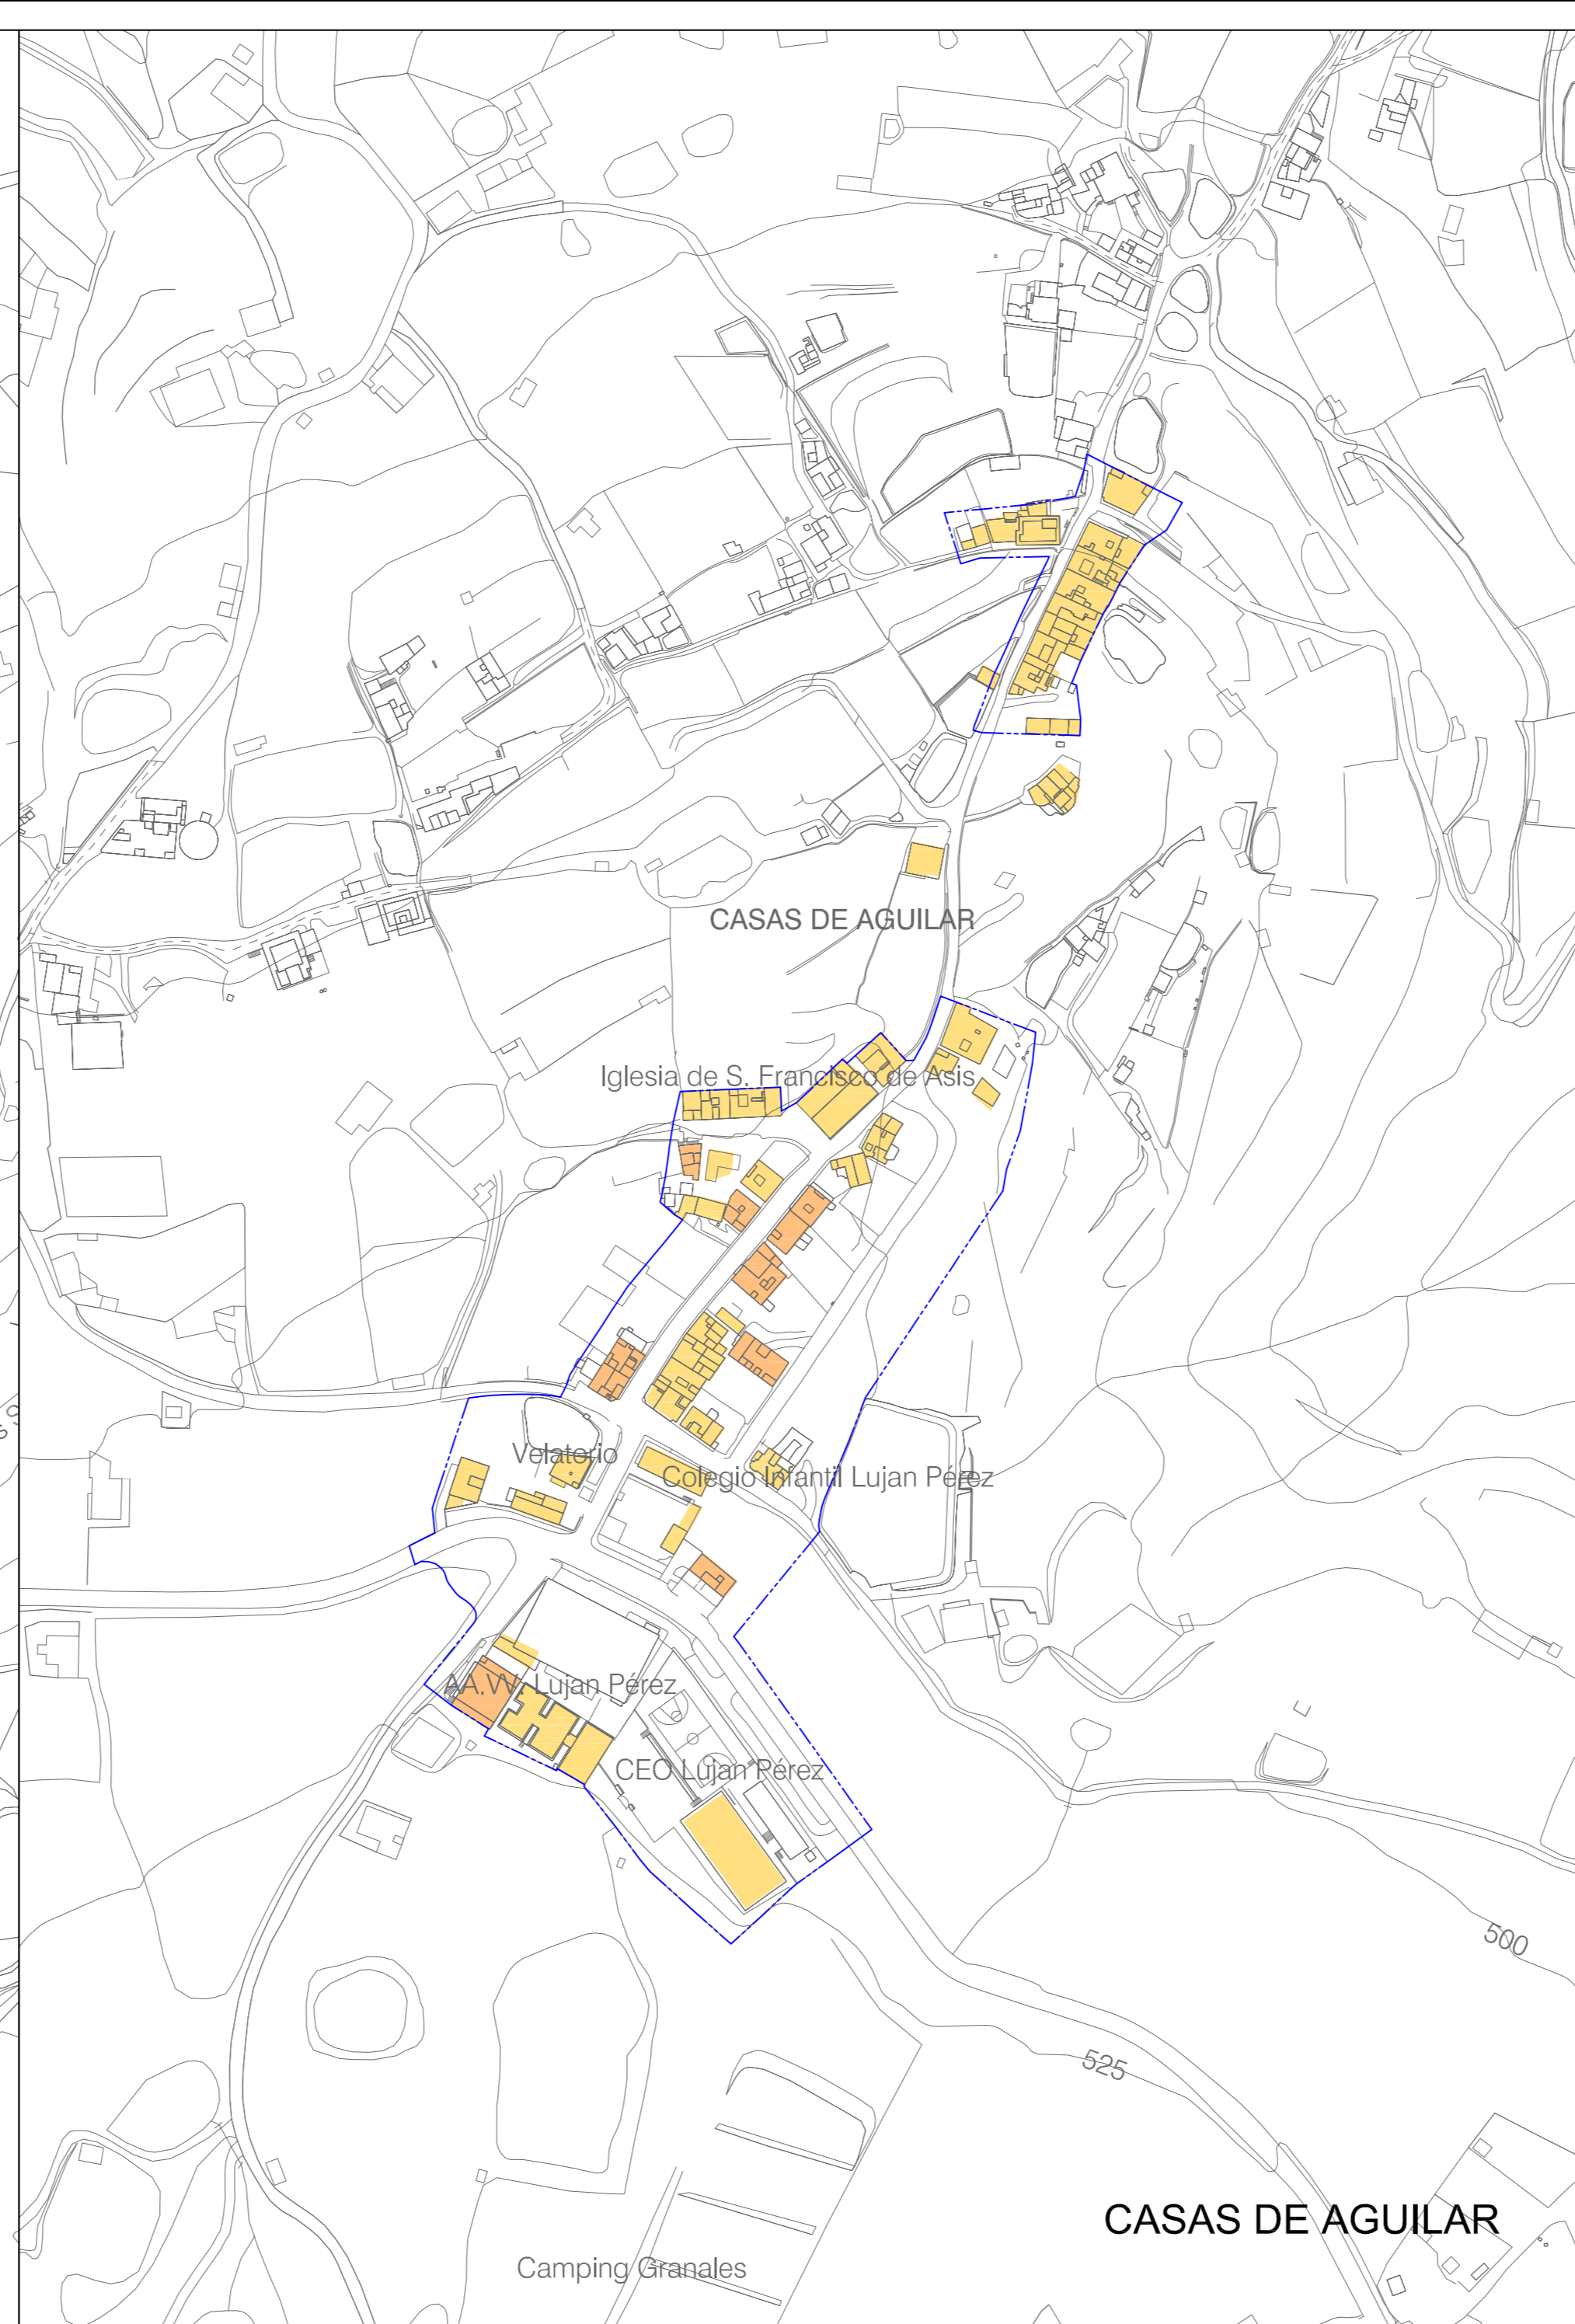 CASAS DE AGUILAR
Iglesia de S. Francisco de Asis
Velatorio
Colegio Infantil Lujan Pérez
AA.VV. Lujan Pérez
CEO Lujan Pérez
500
525
CASAS DE AGUILAR
Camping Granales